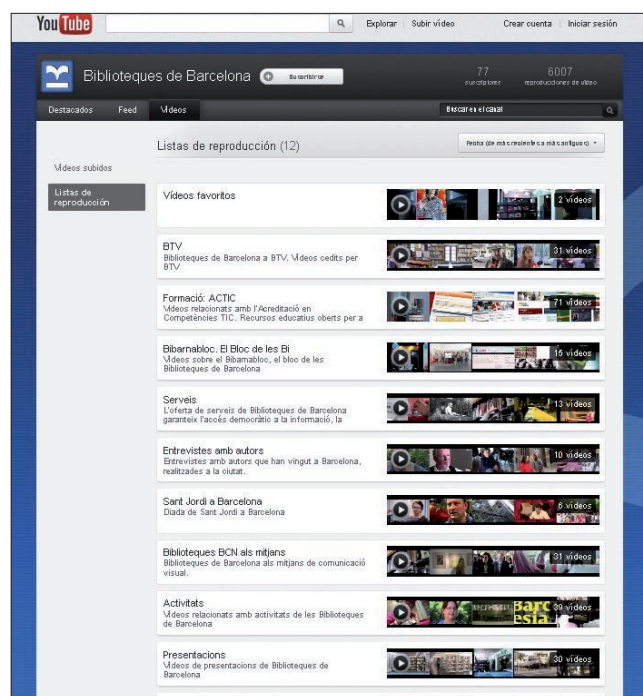 YouTube
Explorar | Subir vídeo
Crear cuenta | Iniciar sesión
Biblioteques de Barcelona
Suscribirse
77
suscriptores
6007
reproducciones de vídeo
Destacados
Feed
Vídeos
Buscar en el canal
Vídeos subidos
Listas de reproducción
Listas de reproducción (12)
Fecha (de más recientes a más antiguos)
Vídeos favoritos
2 vídeos
BTV
Biblioteques de Barcelona a BTV. Vídeos cedits per
BTV
31 vídeos
Formació: ACTIC
Vídeos relacionats amb l'Acreditació en
Competències TIC. Recursos educatius oberts per a
71 vídeos
Bibarnabloc. El Bloc de les Bi
Vídeos sobre el Bibarnabloc, el bloc de les
Biblioteques de Barcelona
15 vídeos
Serveis
L'oferta de serveis de Biblioteques de Barcelona
garanteix l'accés democràtic a la informació, la
13 vídeos
Entrevistes amb autors
Entrevistes amb autors que han vingut a Barcelona,
realitzades a la ciutat.
10 vídeos
Sant Jordi a Barcelona
Diada de Sant Jordi a Barcelona
6 vídeos
Biblioteques BCN als mitjans
Biblioteques de Barcelona als mitjans de comunicació
visual.
31 vídeos
Activitats
Vídeos relacionats amb activitats de les Biblioteques
de Barcelona
39 vídeos
Presentacions
Vídeos de presentacions de Biblioteques de
Barcelona
30 vídeos